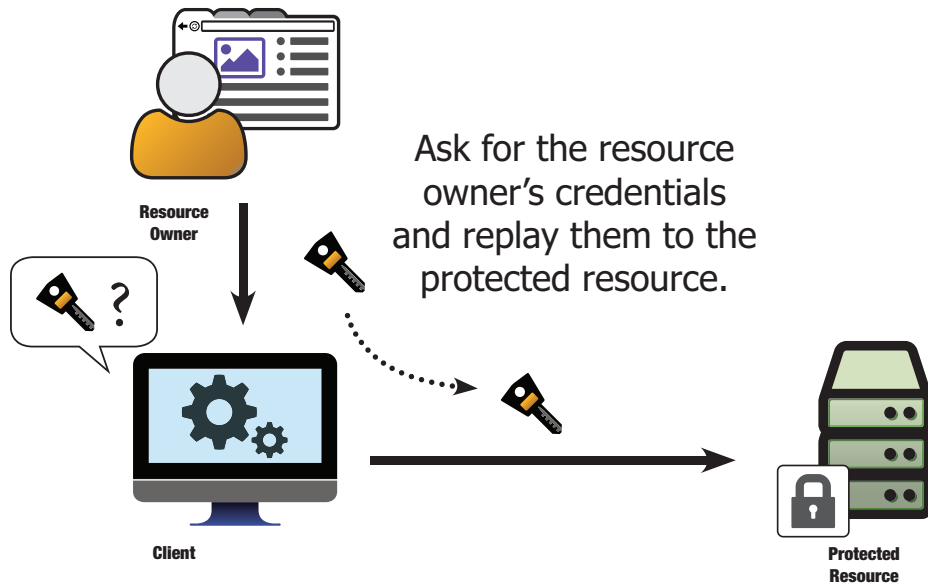 Ask for the resource
owner’s credentials
and replay them to the
protected resource.
Resource
Owner
?
Client
Protected
Resource